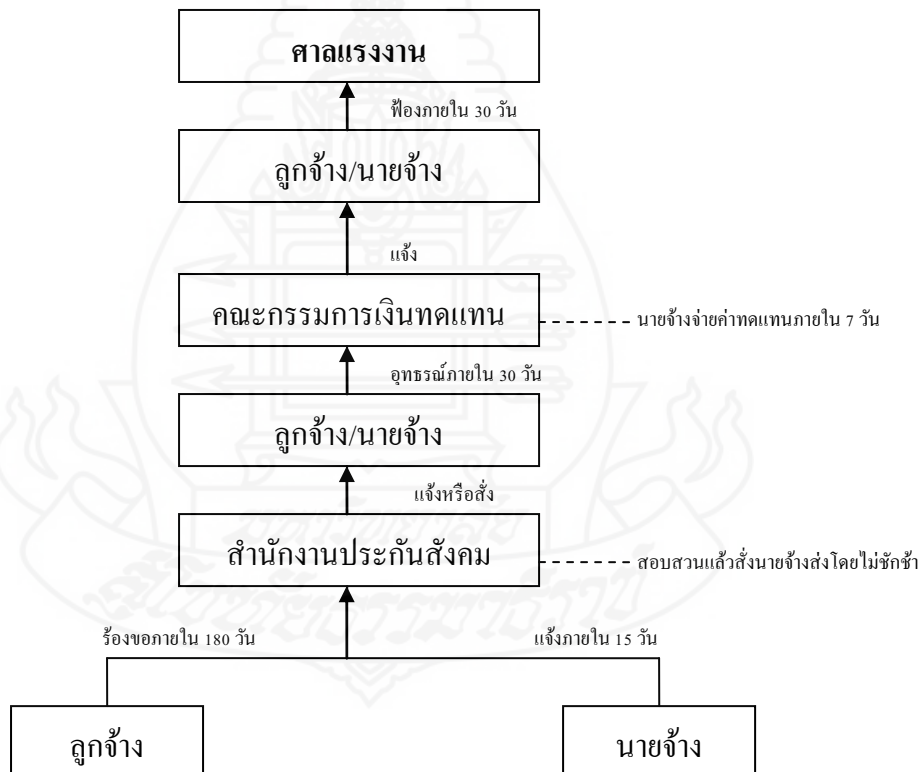 ศาลแรงงาน
ฟ้องภายใน 30 วัน
ลูกจ้าง/นายจ้าง
แจ้ง
คณะกรรมการเงินทดแทน
นายจ้างจ่ายค่าทดแทนภายใน 7 วัน
อุทธรณ์ภายใน 30 วัน
ลูกจ้าง/นายจ้าง
แจ้งหรือสั่ง
สำนักงานประกันสังคม
สอบสวนแล้วสั่งนายจ้างส่งโดยไม่ชักช้า
ร้องขอภายใน 180 วัน
แจ้งภายใน 15 วัน
ลูกจ้าง
นายจ้าง